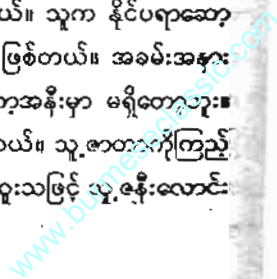 ယ်။ သူက နိုင်ပရာဆော့
ဖြစ်တယ်။ အခမ်းအနား
ဲ့အနီးမှာ မရှိတော့ဘူး။
ယ်။ သူ့ဇာတာကိုကြည့်
ဝူးသဖြင့် သူ့ဇနီးလောင်း
www.burmeseclassic.com